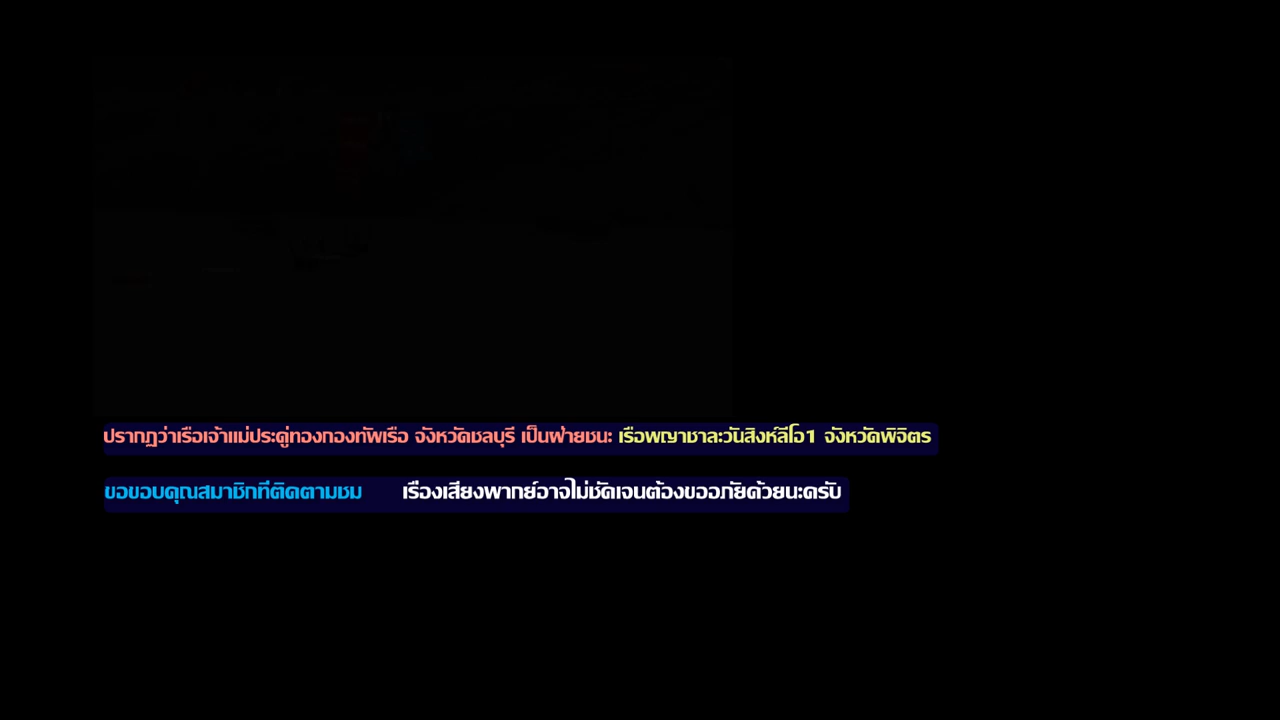 ปรากฏว่าเรือเจ้าแม่ประดู่ทองกองทัพเรือ จังหวัดชลบุรี เป็นฝ่ายชนะ เรือพญาชาละวันสิงห์ลีโอ1 จังหวัดพิจิตร
ขอขอบคุณสมาชิกที่ติดตามชม เรื่องเสียงพากย์อาจไม่ชัดเจนต้องขออภัยด้วยนะครับ